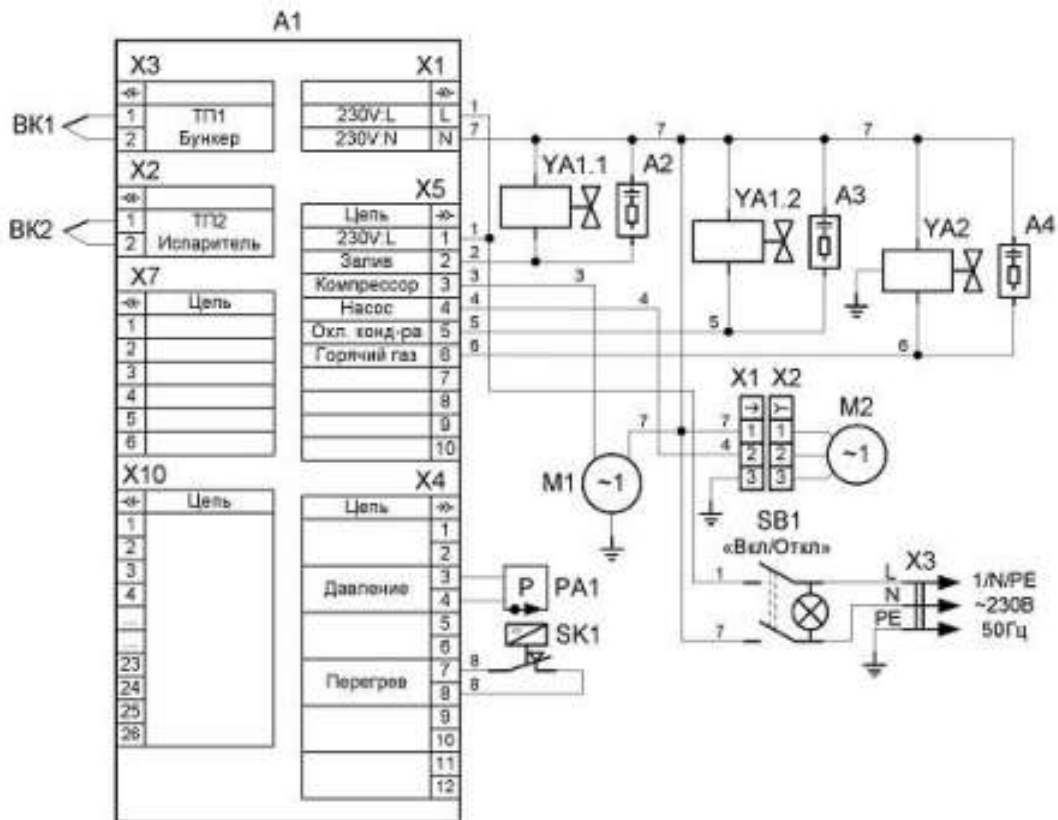 A1
X3
1 ТП1
2 Бункер
BK1
X1
230V:L L
230V:N N
X2
1 ТП2
2 Испаритель
BK2
X5
Цепь
230V:L 1
Залив 2
Компрессор 3
Насос 4
Охл. конд-ра 5
Горячий газ 6
7
8
9
10
X7
Цепь
1
2
3
4
5
6
X10
Цепь
1
2
3
4
...
...
23
24
25
26
X4
Цепь
1
2
Давление 3
4
5
6
Перегрев 7
8
9
10
11
12
1
7
7
7
YA1.1
A2
YA1.2
A3
YA2
A4
1
2
3
3
4
4
5
5
6
6
X1 X2
M2
7
7
4
1 1
2 2
3 3
~1
M1
~1
SB1
«Вкл/Откл»
1
7
X3
L
N
PE
1/N/PE
~230В
50Гц
P
PA1
SK1
8
8